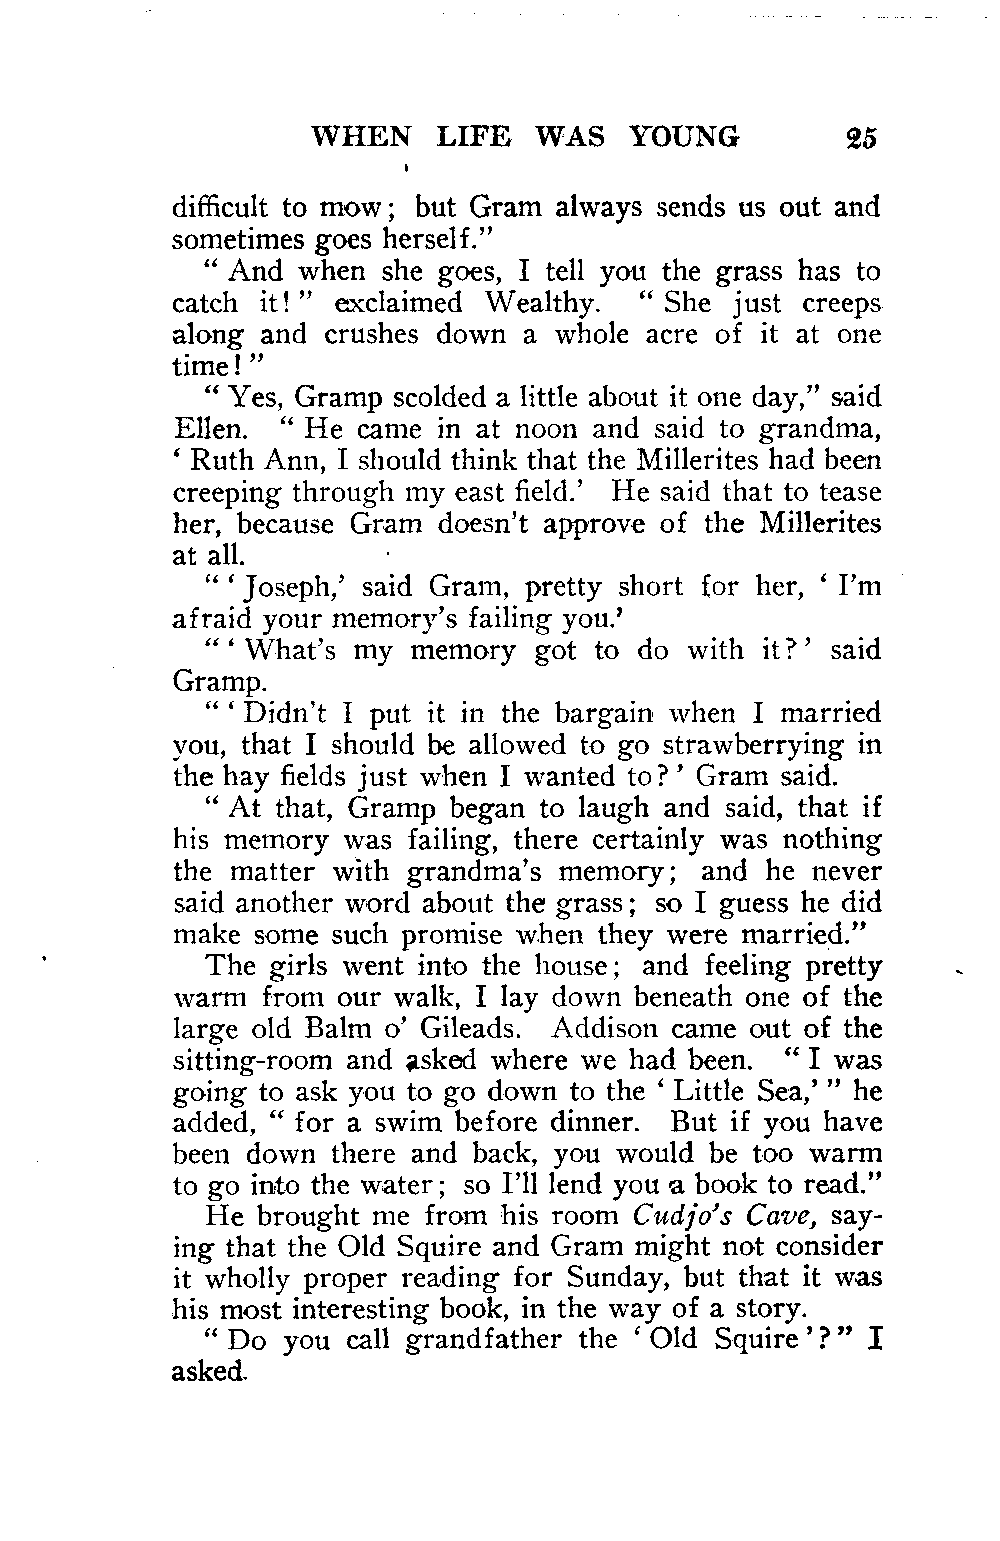 WHEN LIFE WAS YOUNG 25
difficult to mow; but Gram always sends us out and
sometimes goes herself."
" And when she goes, I tell you the grass has to
catch it! " exclaimed Wealthy. " She just creeps
along and crushes down a whole acre of it at one
time! "
" Yes, Gramp scolded a little about it one day," said
Ellen. " He came in at noon and said to grandma,
' Ruth Ann, I should think that the Millerites had been
creeping through my east field.' He said that to tease
her, because Gram doesn't approve of the Millerites
at all.
" ' Joseph,' said Gram, pretty short for her, ' I'm
afraid your memory's failing you.'
" ' What's my memory got to do with it? ' said
Gramp.
" ' Didn't I put it in the bargain when I married
you, that I should be allowed to go strawberrying in
the hay fields just when I wanted to? ' Gram said.
" At that, Gramp began to laugh and said, that if
his memory was failing, there certainly was nothing
the matter with grandma's memory; and he never
said another word about the grass; so I guess he did
make some such promise when they were married."
The girls went into the house; and feeling pretty
warm from our walk, I lay down beneath one of the
large old Balm o' Gileads. Addison came out of the
sitting-room and asked where we had been. " I was
going to ask you to go down to the ' Little Sea,' " he
added, " for a swim before dinner. But if you have
been down there and back, you would be too warm
to go into the water; so I'll lend you a book to read."
He brought me from his room Cudjo's Cave, say-
ing that the Old Squire and Gram might not consider
it wholly proper reading for Sunday, but that it was
his most interesting book, in the way of a story.
" Do you call grandfather the ' Old Squire '? " I
asked.